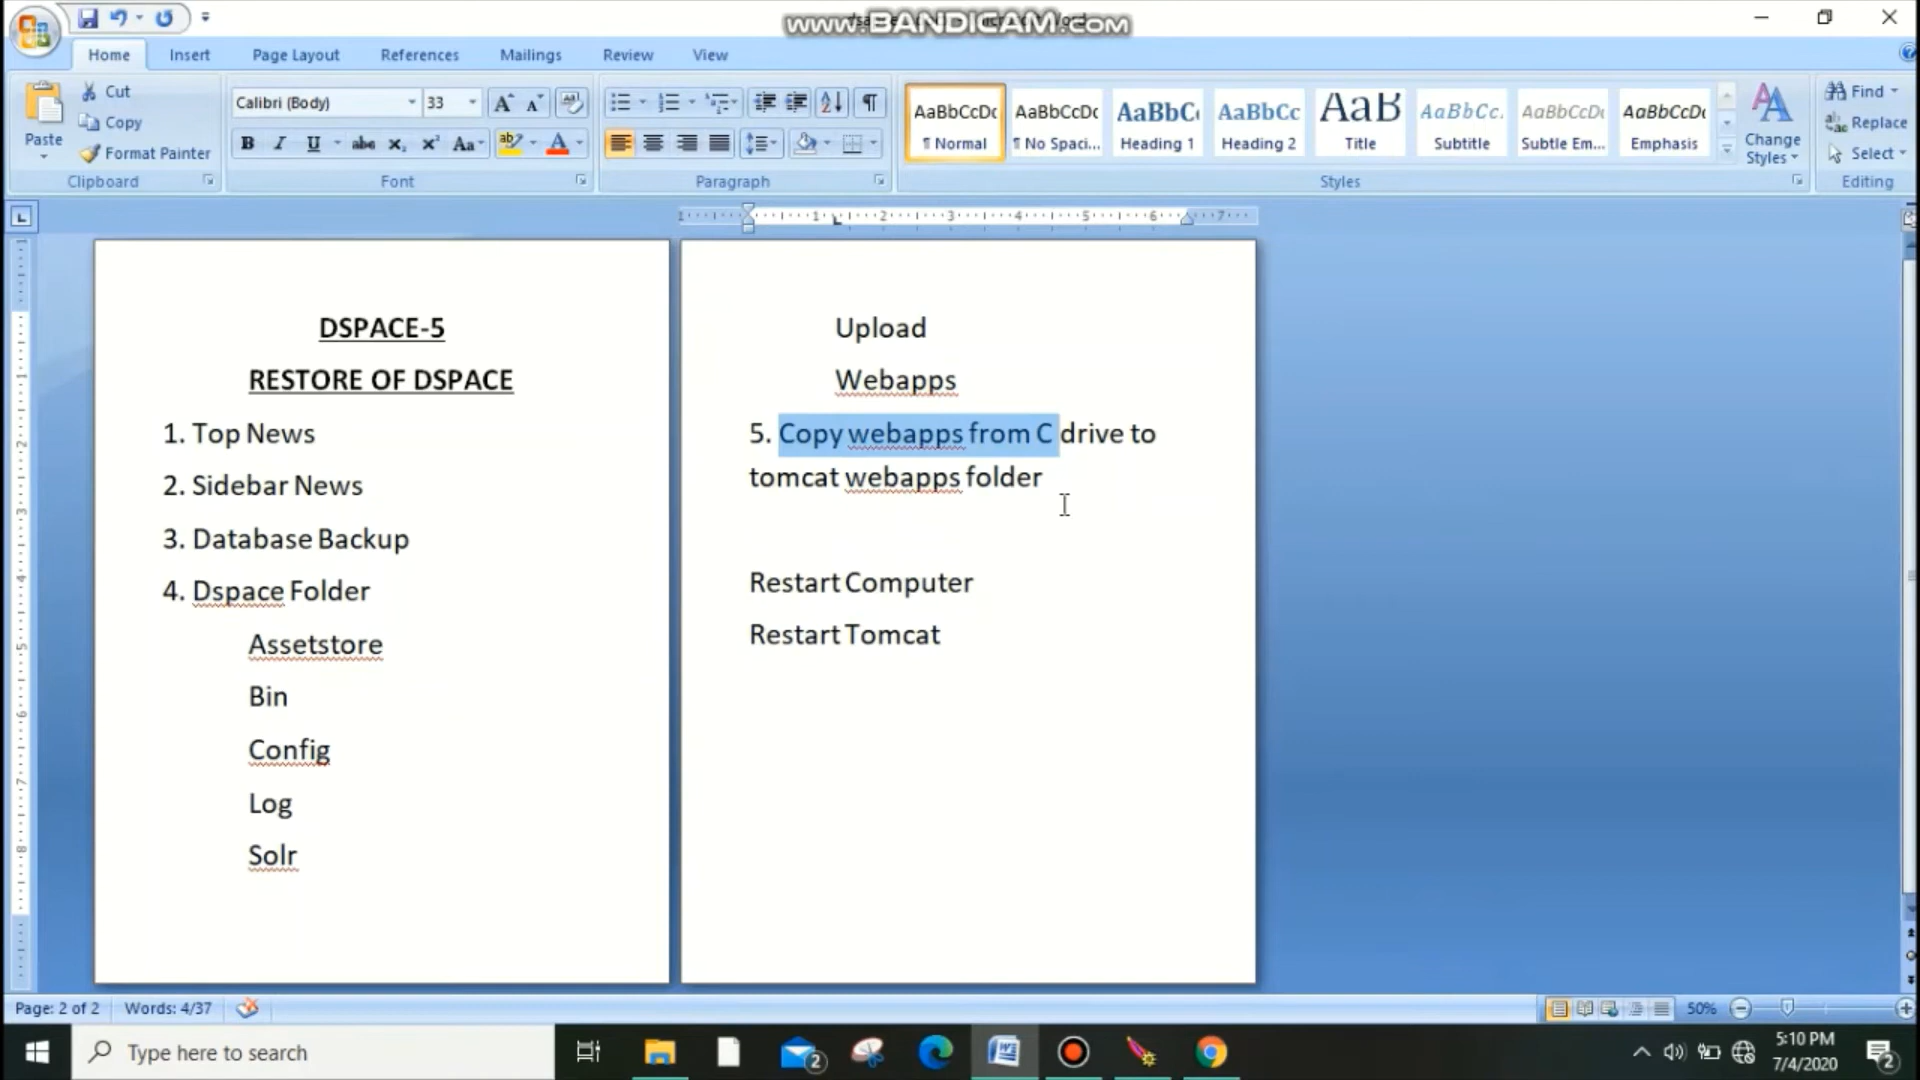 www.BANDICAM.com
Home Insert Page Layout References Mailings Review View
Paste
Cut
Copy
Format Painter
Clipboard
Calibri (Body) 33
Font
Paragraph
AaBbCcDc AaBbCcDc AaBbC AaBbCc AaB AaBbCc. AaBbCcDc AaBbCcDc
¶ Normal ¶ No Spaci... Heading 1 Heading 2 Title Subtitle Subtle Em... Emphasis
Styles
Change
Styles
Find
Replace
Select
Editing
DSPACE-5
RESTORE OF DSPACE
1. Top News
2. Sidebar News
3. Database Backup
4. Dspace Folder
Assetstore
Bin
Config
Log
Solr
Upload
Webapps
5. Copy webapps from C drive to
tomcat webapps folder
Restart Computer
Restart Tomcat
Page: 2 of 2 Words: 4/37 50%
Type here to search
2
5:10 PM
7/4/2020
2